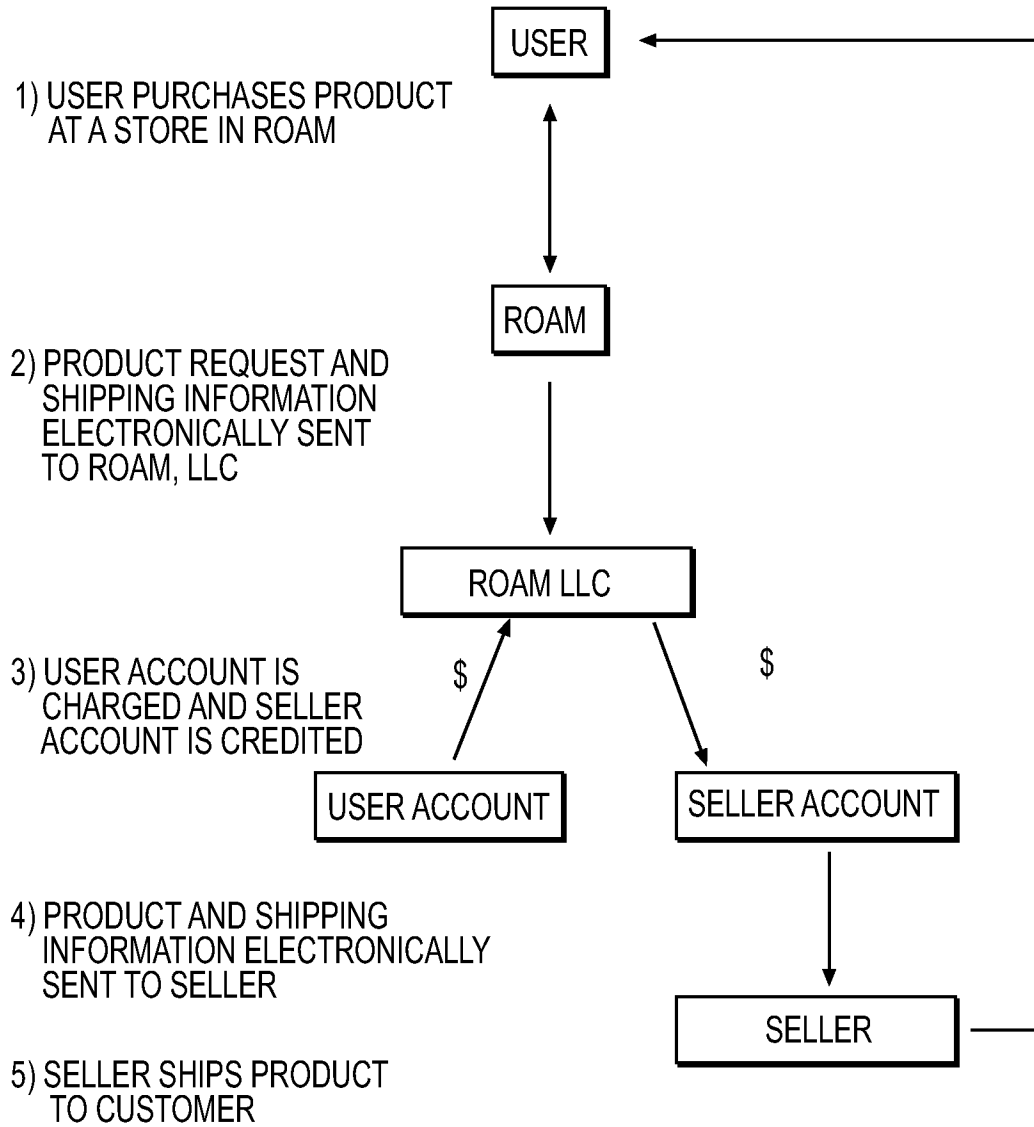 USER
1) USER PURCHASES PRODUCT
AT A STORE IN ROAM
ROAM
2) PRODUCT REQUEST AND
SHIPPING INFORMATION
ELECTRONICALLY SENT
TO ROAM, LLC
ROAM LLC
3) USER ACCOUNT IS
CHARGED AND SELLER
ACCOUNT IS CREDITED
$
$
USER ACCOUNT
SELLER ACCOUNT
4) PRODUCT AND SHIPPING
INFORMATION ELECTRONICALLY
SENT TO SELLER
SELLER
5) SELLER SHIPS PRODUCT
TO CUSTOMER